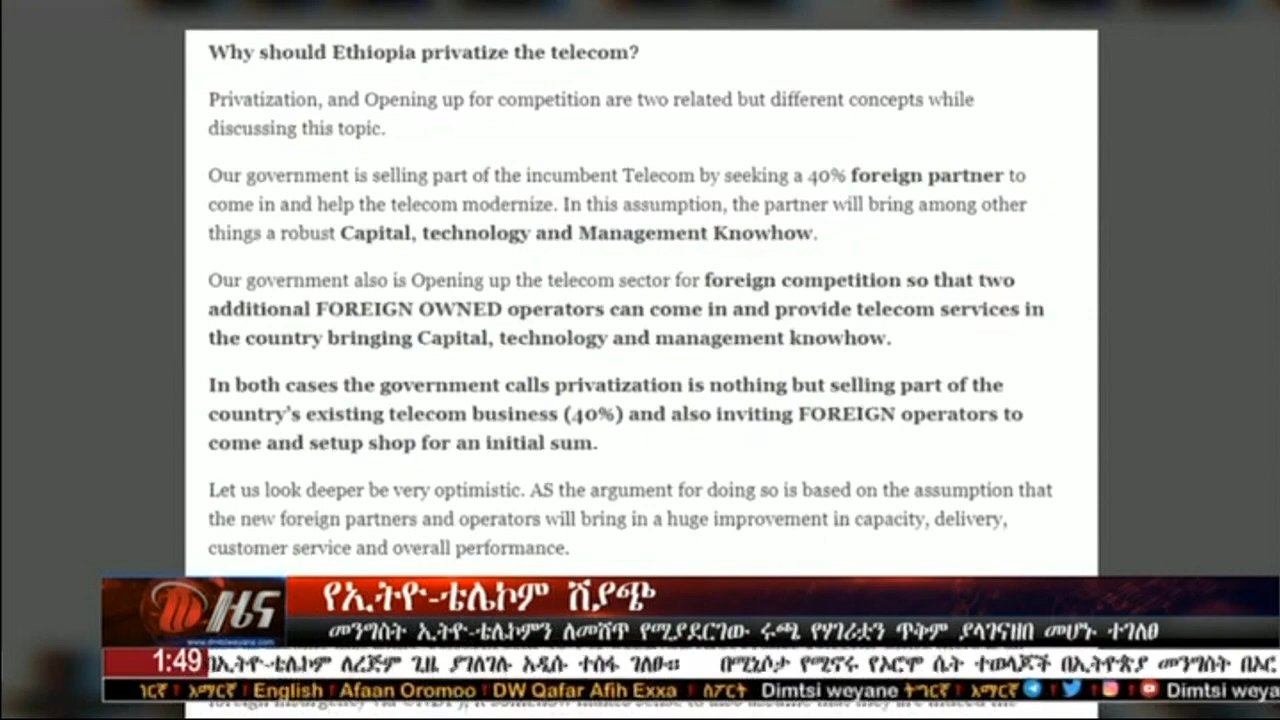 Why should Ethiopia privatize the telecom?
Privatization, and Opening up for competition are two related but different concepts while
discussing this topic.
Our government is selling part of the incumbent Telecom by seeking a 40% foreign partner to
come in and help the telecom modernize. In this assumption, the partner will bring among other
things a robust Capital, technology and Management Knowhow.
Our government also is Opening up the telecom sector for foreign competition so that two
additional FOREIGN OWNED operators can come in and provide telecom services in
the country bringing Capital, technology and management knowhow.
In both cases the government calls privatization is nothing but selling part of the
country's existing telecom business (40%) and also inviting FOREIGN operators to
come and setup shop for an initial sum.
Let us look deeper be very optimistic. AS the argument for doing so is based on the assumption that
the new foreign partners and operators will bring in a huge improvement in capacity, delivery,
customer service and overall performance.
ዜና
www.dimtsiweyane.com
የኢትዮ-ቴሌኮም ሽያጭ
መንግስት ኢትዮ-ቴሌኮምን ለመሸጥ የሚያደርገው ሩጫ የሃገሪቷን ጥቅም ያላገናዘበ መሆኑ ተገለፀ
1:49 በኢትዮ-ቴሌኮም ለረጅም ጊዜ ያገለገሉ አዲሱ ተስፋ ገለፁ። በሚኒሶታ የሚኖሩ የኦሮሞ ሴት ተወላጆች በኢትዮጵያ መንግስት በኦር
ትግርኛ ፡ አማርኛ ፡ English ፡ Afaan Oromoo ፡ DW Qafar Afih Exxa ፡ ስፖርት Dimtsi weyane ትግርኛ ፡ አማርኛ Dimtsi weya